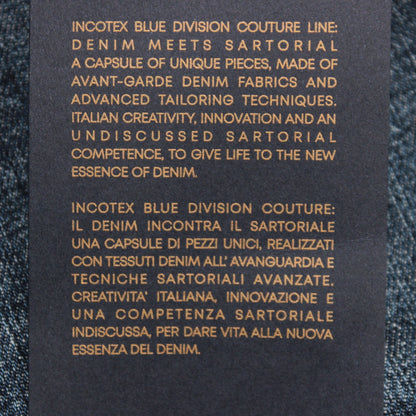 INCOTEX BLUE DIVISION COUTURE LINE:
DENIM MEETS SARTORIAL
A CAPSULE OF UNIQUE PIECES, MADE OF
AVANT-GARDE DENIM FABRICS AND
ADVANCED TAILORING TECHNIQUES.
ITALIAN CREATIVITY, INNOVATION AND AN
UNDISCUSSED SARTORIAL
COMPETENCE, TO GIVE LIFE TO THE NEW
ESSENCE OF DENIM.
INCOTEX BLUE DIVISION COUTURE:
IL DENIM INCONTRA IL SARTORIALE
UNA CAPSULE DI PEZZI UNICI, REALIZZATI
CON TESSUTI DENIM ALL' AVANGUARDIA E
TECNICHE SARTORIALI AVANZATE.
CREATIVITA' ITALIANA, INNOVAZIONE E
UNA COMPETENZA SARTORIALE
INDISCUSSA, PER DARE VITA ALLA NUOVA
ESSENZA DEL DENIM.